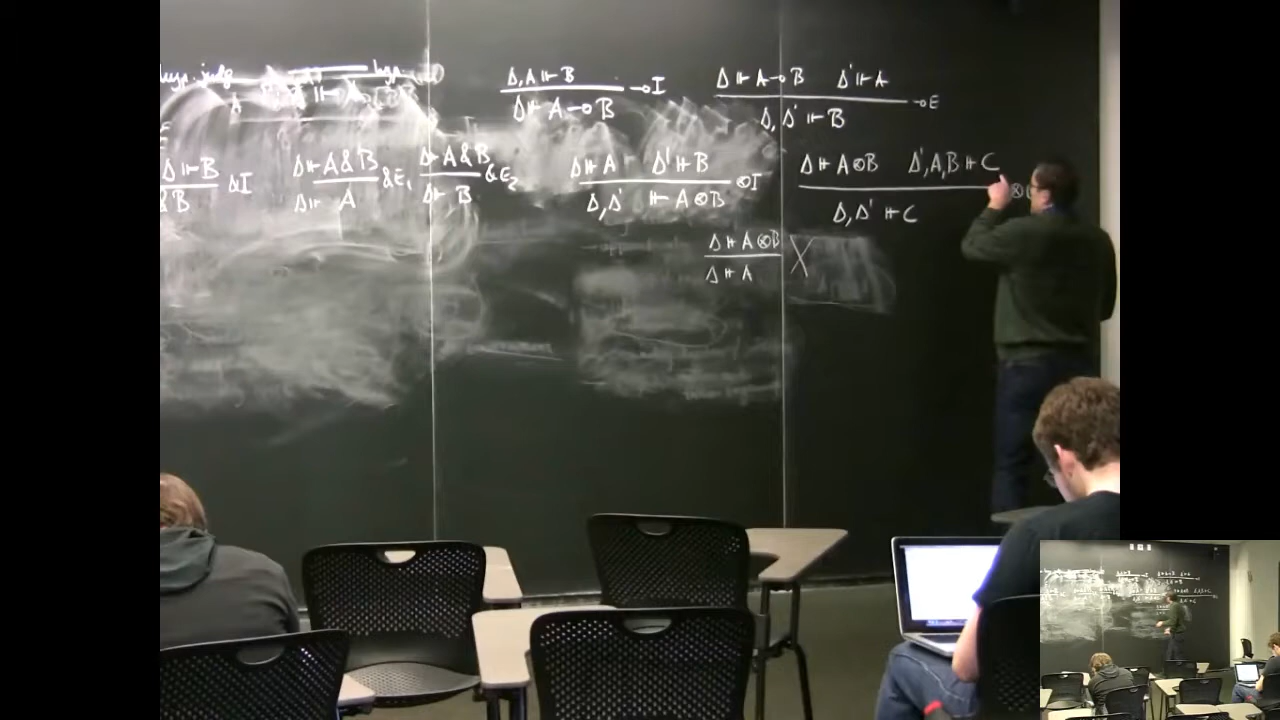 Δ, A ⊩ B
Δ ⊩ A ⊸ B
⊸I
Δ ⊩ A ⊸ B Δ' ⊩ A
Δ, Δ' ⊩ B
⊸E
Δ ⊩ B
&B
&I
Δ ⊩ A & B
Δ ⊩ A
&E₁
Δ ⊩ A & B
Δ ⊩ B
&E₂
Δ ⊩ A Δ' ⊩ B
Δ, Δ' ⊩ A ⊗ B
⊗I
Δ ⊩ A ⊗ B Δ', A, B ⊩ C
Δ, Δ' ⊩ C
⊗
Δ ⊩ A ⊗ B
Δ ⊩ A
X